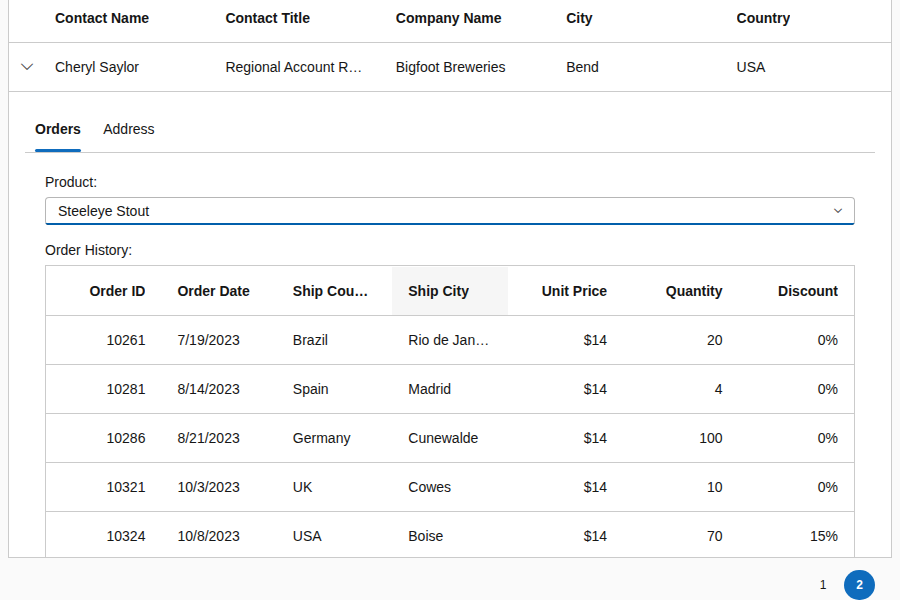 Contact Name Contact Title Company Name City Country
Cheryl Saylor Regional Account R… Bigfoot Breweries Bend USA
Orders Address
Product:
Steeleye Stout
Order History:
Order ID Order Date Ship Cou… Ship City Unit Price Quantity Discount
10261 7/19/2023 Brazil Rio de Jan… $14 20 0%
10281 8/14/2023 Spain Madrid $14 4 0%
10286 8/21/2023 Germany Cunewalde $14 100 0%
10321 10/3/2023 UK Cowes $14 10 0%
10324 10/8/2023 USA Boise $14 70 15%
1 2